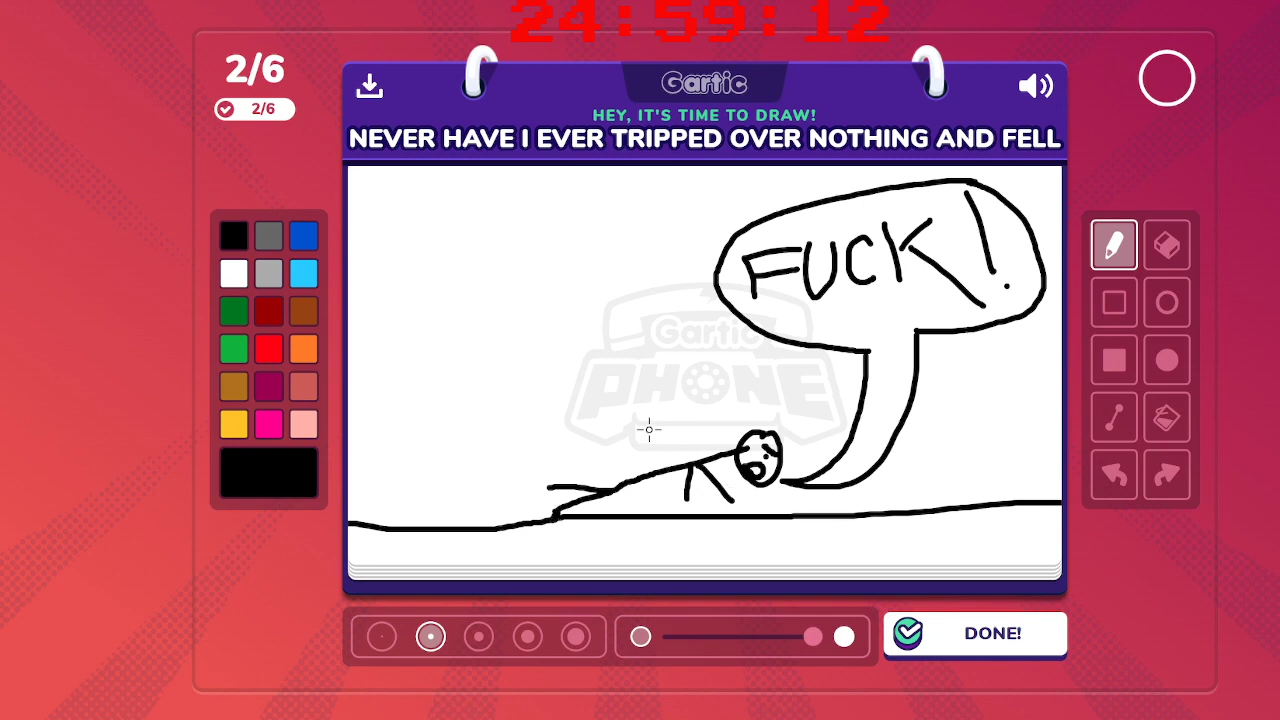 24:59:12
2/6
2/6
Gartic
HEY, IT'S TIME TO DRAW!
NEVER HAVE I EVER TRIPPED OVER NOTHING AND FELL
FUCK!
Gartic
PHONE
DONE!